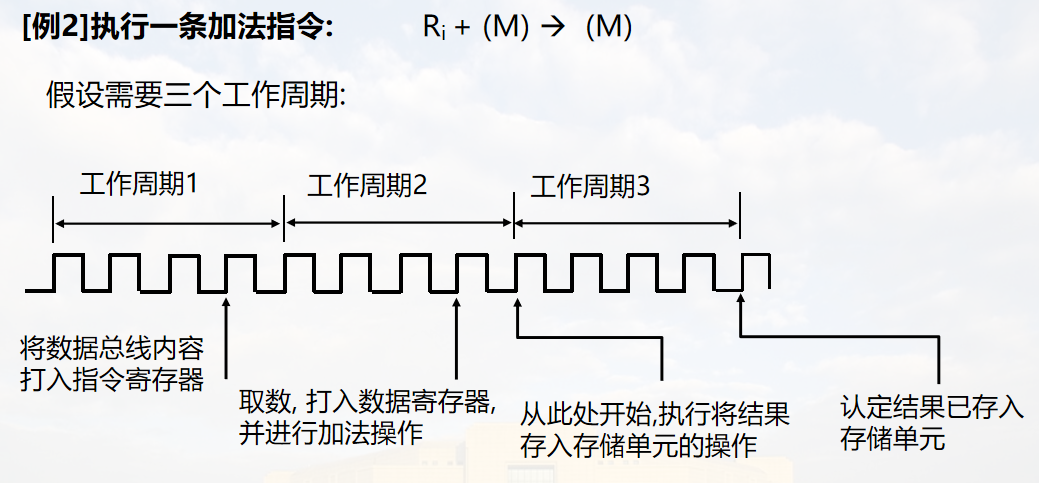 [例2]执行一条加法指令: Rᵢ + (M) → (M)
假设需要三个工作周期:
工作周期1 工作周期2 工作周期3
将数据总线内容
打入指令寄存器
取数, 打入数据寄存器,
并进行加法操作
从此处开始,执行将结果
存入存储单元的操作
认定结果已存入
存储单元